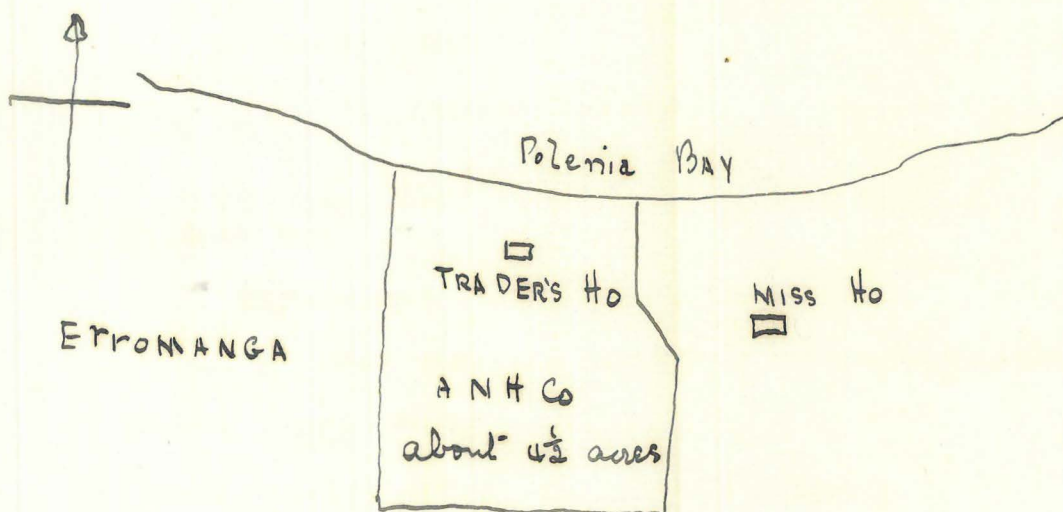 Polenia BAY
TRADER'S Ho
MISS Ho
ErromANGA
A N H Co
about 4½ acres